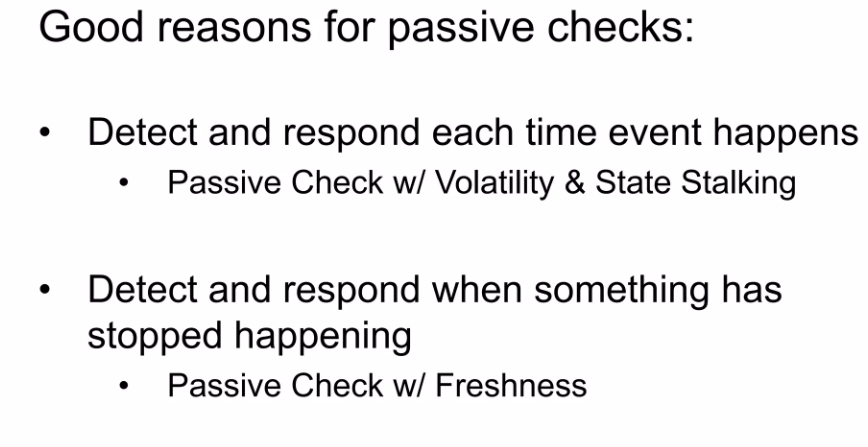 Good reasons for passive checks:
• Detect and respond each time event happens
• Passive Check w/ Volatility & State Stalking
• Detect and respond when something has
stopped happening
• Passive Check w/ Freshness